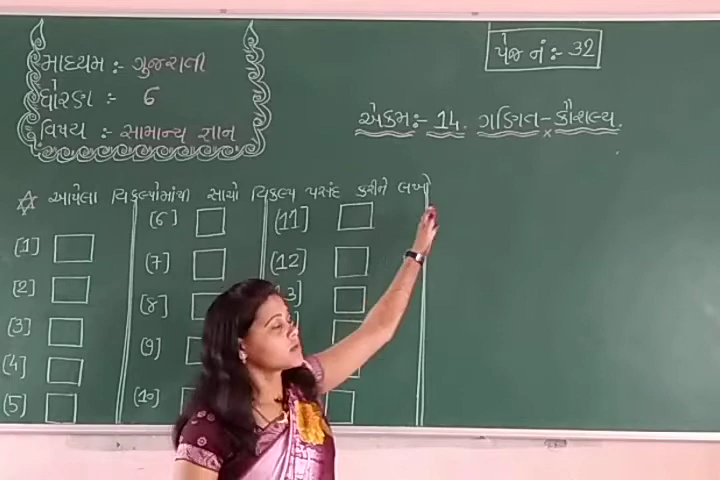 માધ્યમ :- ગુજરાતી
ધોરણ :- 6
વિષય :- સામાન્ય જ્ઞાન
પેજ નં :- 32
એકમ :- 14. ગણિત - કૌશલ્ય.
આપેલા વિકલ્પોમાંથી સાચો વિકલ્પ પસંદ કરીને લખો
[1]
[2]
[3]
[4]
[5]
[6]
[7]
[8]
[9]
[10]
[11]
[12]